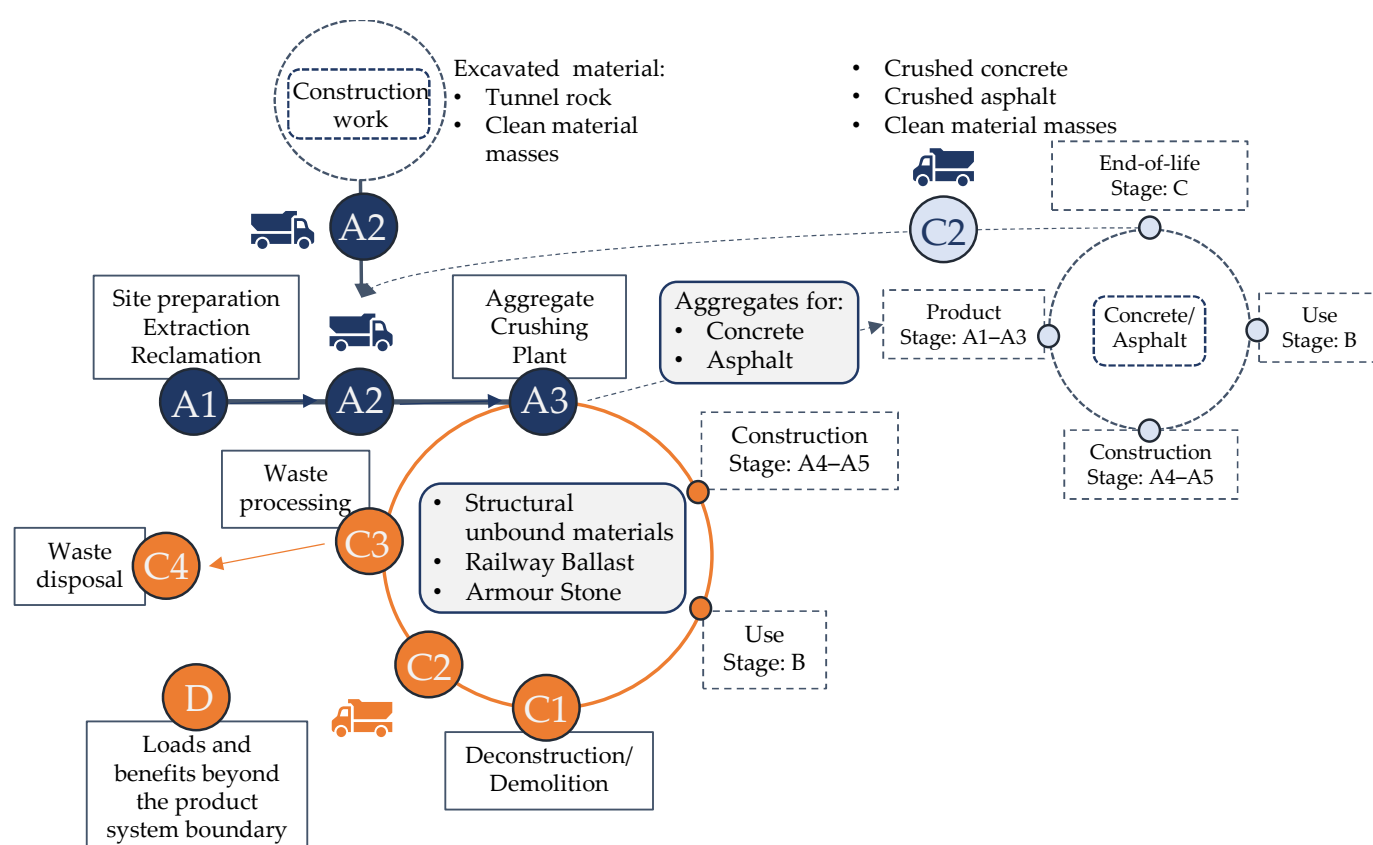 Construction
work
Excavated material:
• Tunnel rock
• Clean material
masses
• Crushed concrete
• Crushed asphalt
• Clean material masses
End-of-life
Stage: C
A2
C2
Site preparation
Extraction
Reclamation
Aggregate
Crushing
Plant
Aggregates for:
• Concrete
• Asphalt
Product
Stage: A1–A3
Concrete/
Asphalt
Use
Stage: B
A1
A2
A3
Construction
Stage: A4–A5
Construction
Stage: A4–A5
Waste
processing
• Structural
unbound materials
• Railway Ballast
• Armour Stone
C3
Waste
disposal
C4
Use
Stage: B
C2
C1
D
Deconstruction/
Demolition
Loads and
benefits beyond
the product
system boundary